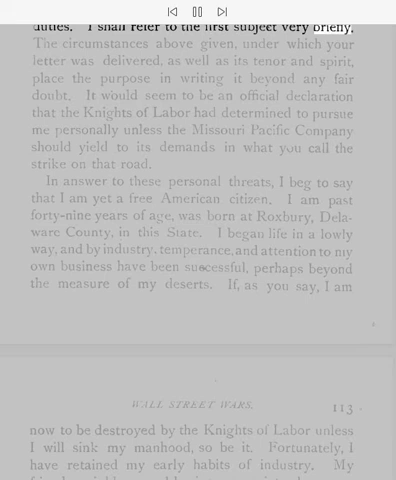 duties. I shall refer to the first subject very briefly.
The circumstances above given, under which your
letter was delivered, as well as its tenor and spirit,
place the purpose in writing it beyond any fair
doubt. It would seem to be an official declaration
that the Knights of Labor had determined to pursue
me personally unless the Missouri Pacific Company
should yield to its demands in what you call the
strike on that road.
In answer to these personal threats, I beg to say
that I am yet a free American citizen. I am past
forty-nine years of age, was born at Roxbury, Dela-
ware County, in this State. I began life in a lowly
way, and by industry, temperance, and attention to my
own business have been successful, perhaps beyond
the measure of my deserts. If, as you say, I am
WALL STREET WARS.
113
now to be destroyed by the Knights of Labor unless
I will sink my manhood, so be it. Fortunately, I
have retained my early habits of industry. My